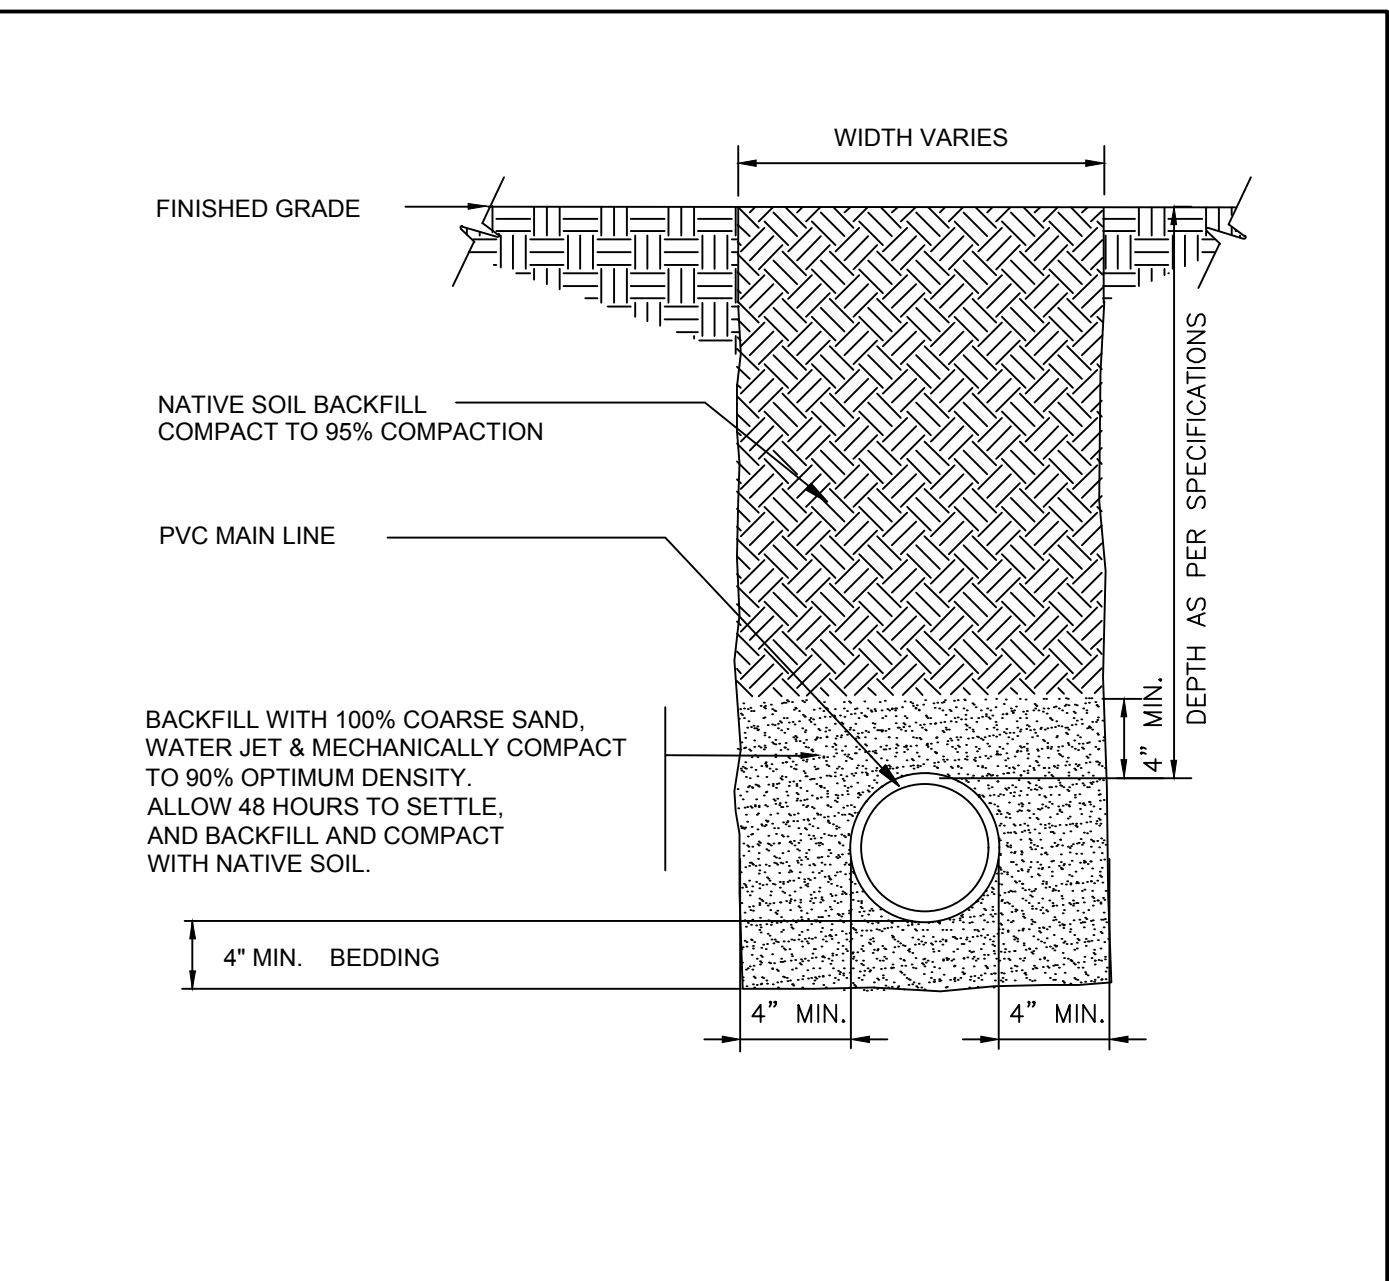 WIDTH VARIES
FINISHED GRADE
NATIVE SOIL BACKFILL
COMPACT TO 95% COMPACTION
DEPTH AS PER SPECIFICATIONS
PVC MAIN LINE
4” MIN.
BACKFILL WITH 100% COARSE SAND,
WATER JET & MECHANICALLY COMPACT
TO 90% OPTIMUM DENSITY.
ALLOW 48 HOURS TO SETTLE,
AND BACKFILL AND COMPACT
WITH NATIVE SOIL.
4" MIN. BEDDING
4” MIN.
4” MIN.